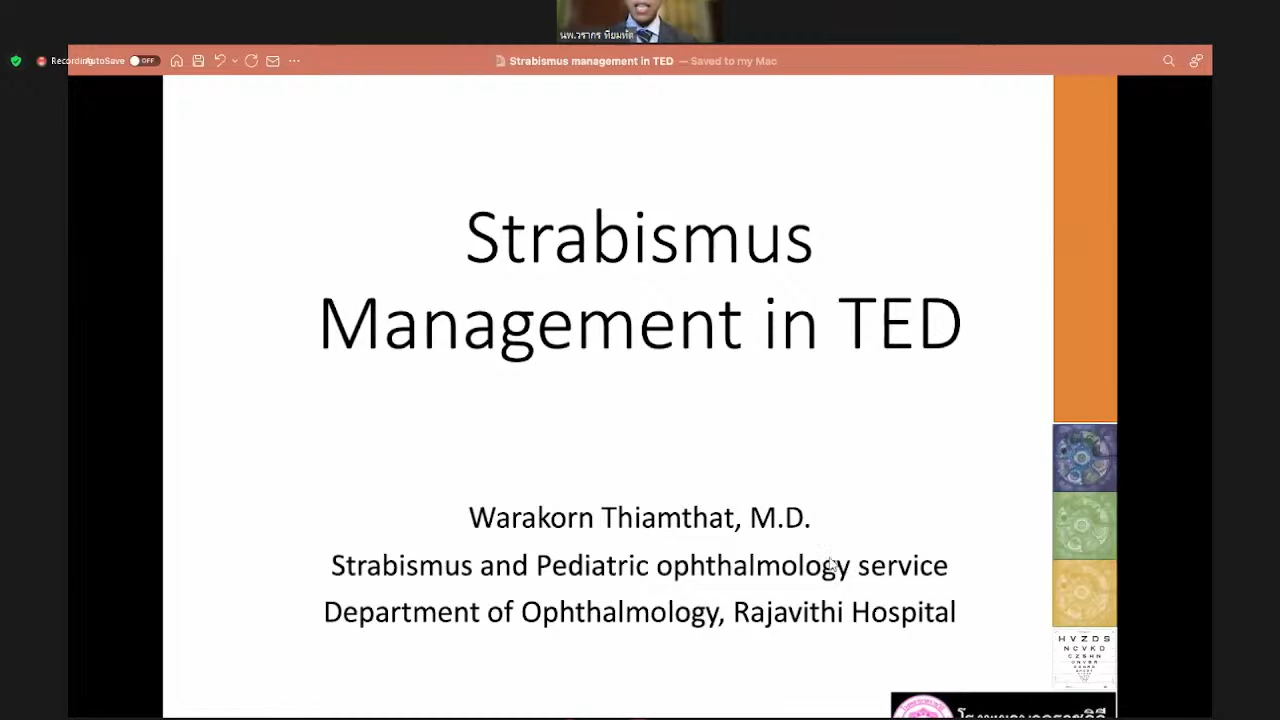 นพ.วรากร เทียมทัด
Recording
AutoSave
OFF
Strabismus management in TED — Saved to my Mac
Strabismus
Management in TED
Warakorn Thiamthat, M.D.
Strabismus and Pediatric ophthalmology service
Department of Ophthalmology, Rajavithi Hospital
H V Z D S
N C V K D
C Z S H N